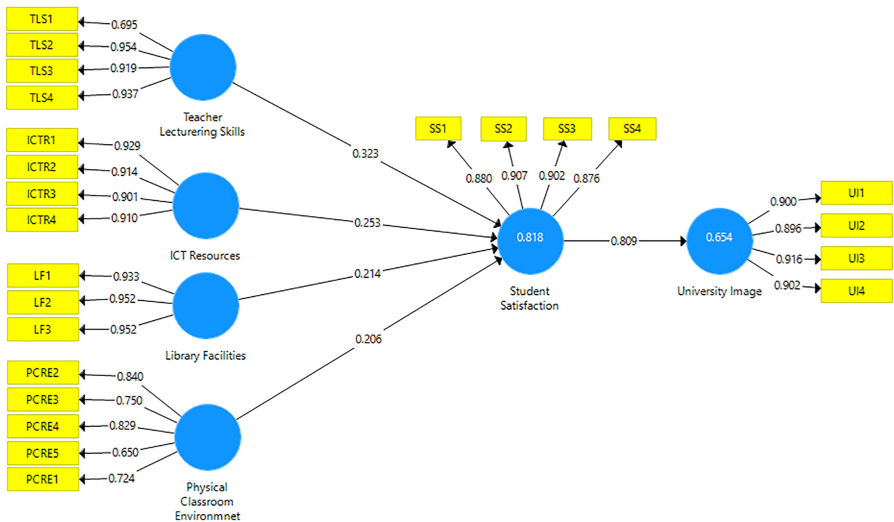 TLS1
0.695
TLS2
0.954
TLS3
0.919
TLS4
0.937
Teacher
Lecturering Skills
ICTR1
0.929
ICTR2
0.914
ICTR3
0.901
ICTR4
0.910
ICT Resources
LF1
0.933
LF2
0.952
LF3
0.952
Library Facilities
PCRE2
0.840
PCRE3
0.750
PCRE4
0.829
PCRE5
0.650
PCRE1
0.724
Physical
Classroom
Environmnet
0.323
0.253
0.214
0.206
SS1
SS2
SS3
SS4
0.880
0.907
0.902
0.876
0.818
Student
Satisfaction
0.809
0.654
University Image
0.900
UI1
0.896
UI2
0.916
UI3
0.902
UI4